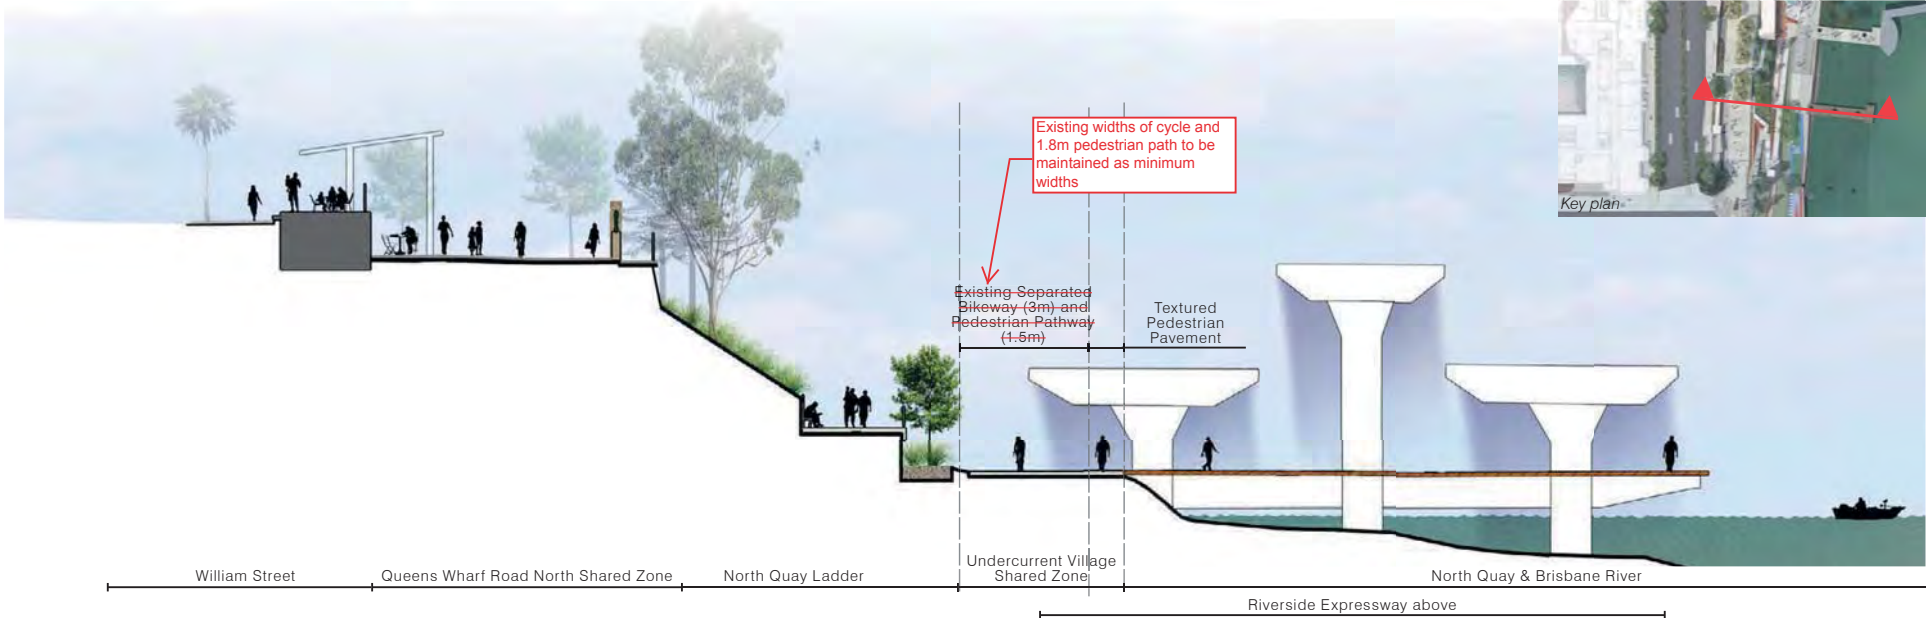 Existing widths of cycle and
1.8m pedestrian path to be
maintained as minimum
widths
Key plan
Existing Separated
Bikeway (3m) and
Pedestrian Pathway
(1.5m)
Textured
Pedestrian
Pavement
William Street
Queens Wharf Road North Shared Zone
North Quay Ladder
Undercurrent Village
Shared Zone
North Quay & Brisbane River
Riverside Expressway above